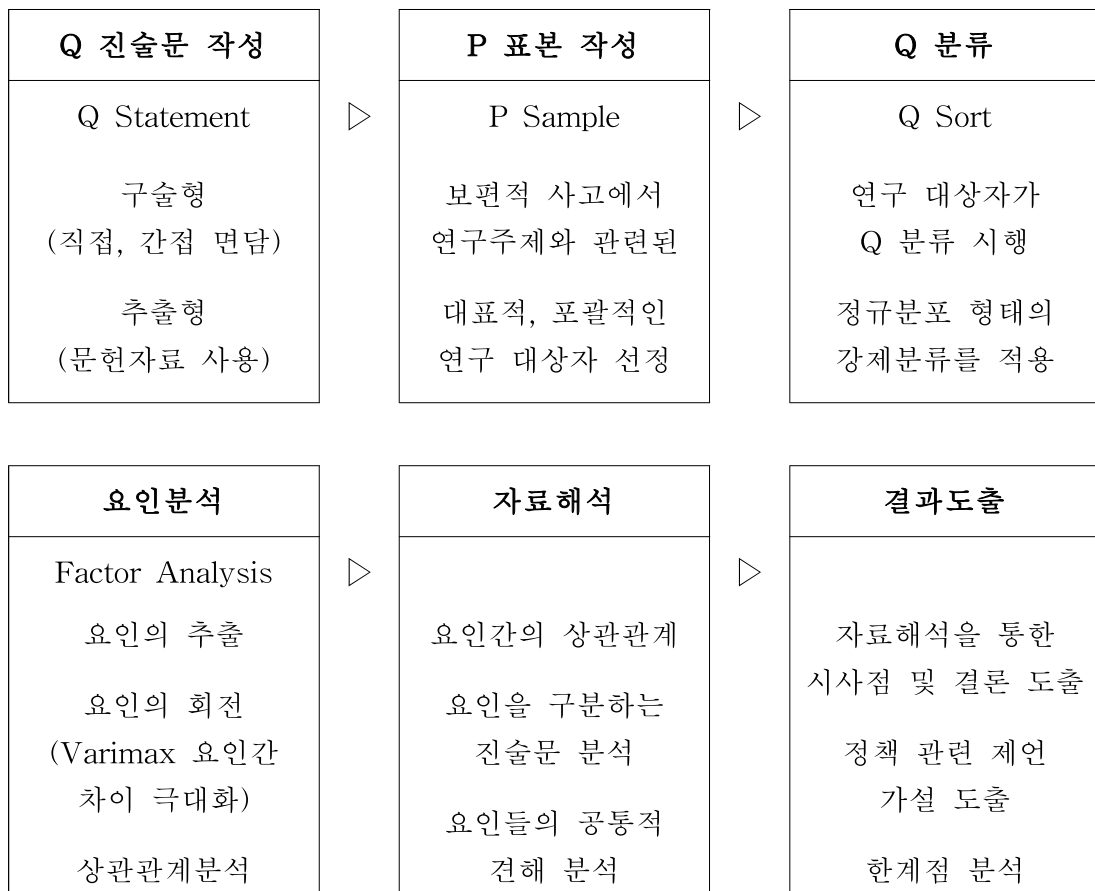 Q 진술문 작성
Q Statement
구술형
(직접, 간접 면담)
추출형
(문헌자료 사용)
▷
P 표본 작성
P Sample
보편적 사고에서
연구주제와 관련된
대표적, 포괄적인
연구 대상자 선정
▷
Q 분류
Q Sort
연구 대상자가
Q 분류 시행
정규분포 형태의
강제분류를 적용
요인분석
Factor Analysis
요인의 추출
요인의 회전
(Varimax 요인간
차이 극대화)
상관관계분석
▷
자료해석
요인간의 상관관계
요인을 구분하는
진술문 분석
요인들의 공통적
견해 분석
▷
결과도출
자료해석을 통한
시사점 및 결론 도출
정책 관련 제언
가설 도출
한계점 분석